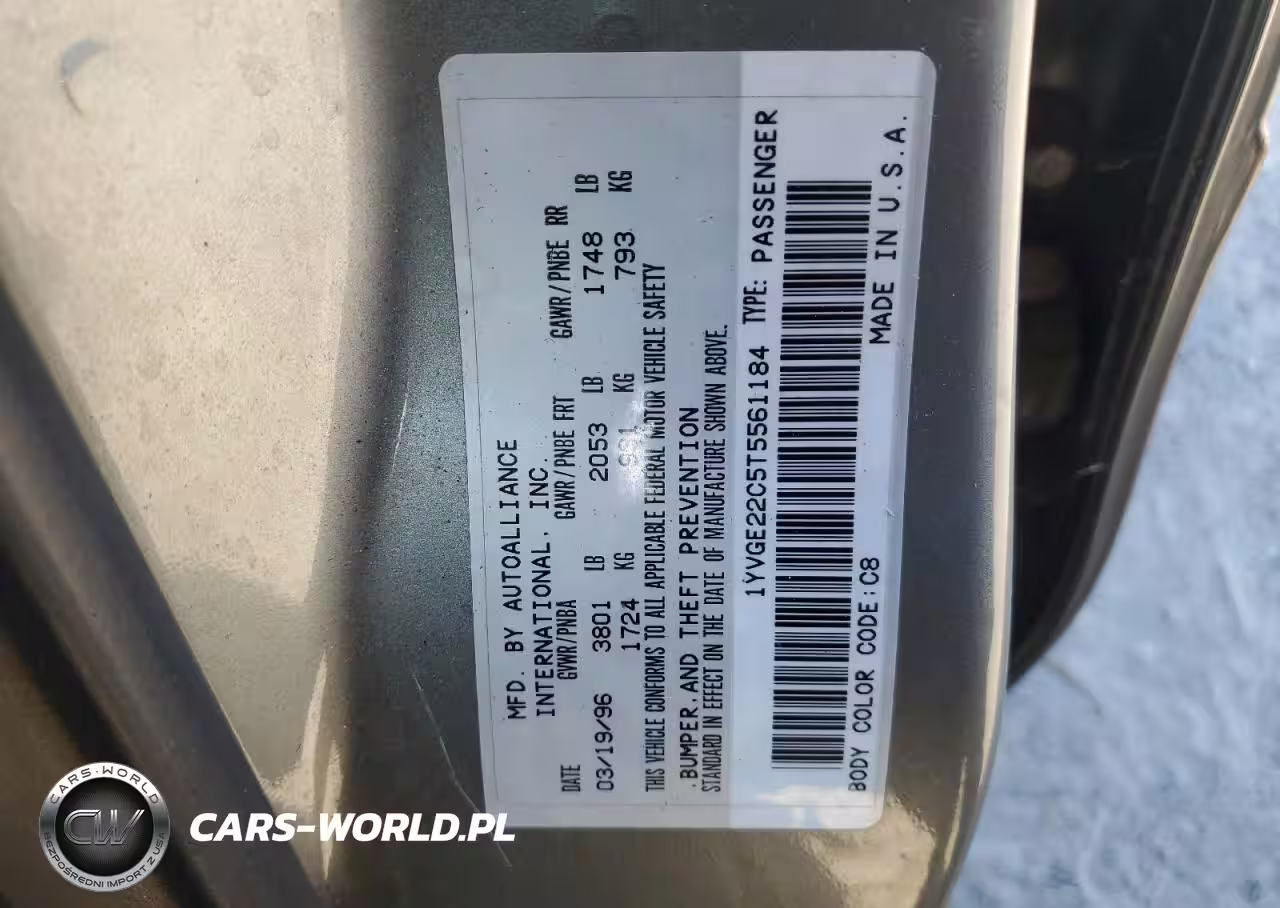 MFD. BY AUTOALLIANCE
INTERNATIONAL, INC.
DATE GVWR/PNBA GAWR/PNBE FRT GAWR/PNBE RR
03/19/96 3801 LB 2053 LB 1748 LB
1724 KG 931 KG 793 KG
THIS VEHICLE CONFORMS TO ALL APPLICABLE FEDERAL MOTOR VEHICLE SAFETY
,BUMPER,AND THEFT PREVENTION
STANDARD IN EFFECT ON THE DATE OF MANUFACTURE SHOWN ABOVE.
1YVGE22C5T5561184 TYPE: PASSENGER
BODY COLOR CODE:C8 MADE IN U.S.A.
CARS-WORLD
CW
BEZPOŚREDNI IMPORT Z USA
CARS-WORLD.PL